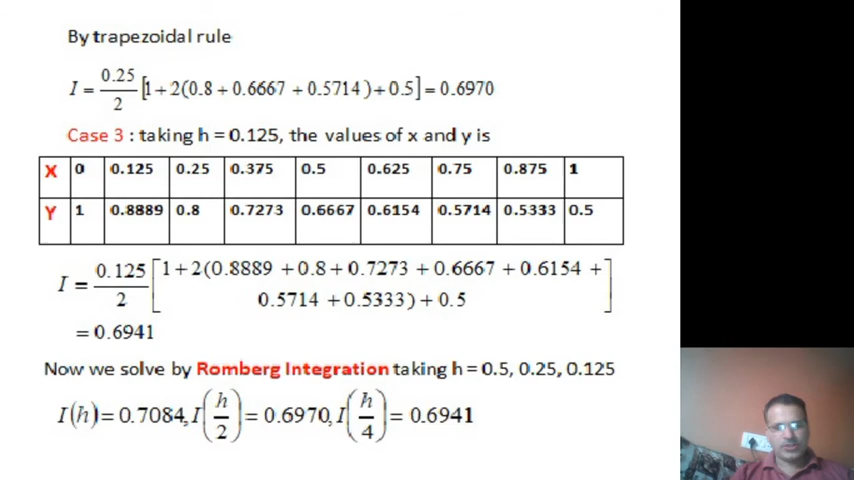 By trapezoidal rule
I = 0.25/2 [1+2(0.8+0.6667+0.5714)+0.5] = 0.6970
Case 3 : taking h = 0.125, the values of x and y is
X 0 0.125 0.25 0.375 0.5 0.625 0.75 0.875 1
Y 1 0.8889 0.8 0.7273 0.6667 0.6154 0.5714 0.5333 0.5
I = 0.125/2 [1+2(0.8889+0.8+0.7273+0.6667+0.6154+
0.5714+0.5333)+0.5]
= 0.6941
Now we solve by Romberg Integration taking h = 0.5, 0.25, 0.125
I(h)= 0.7084, I(h/2) = 0.6970, I(h/4) = 0.6941